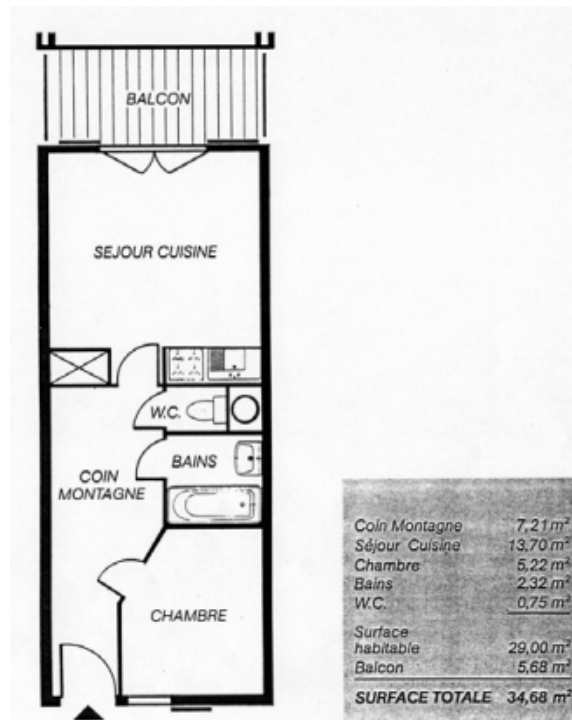 BALCON
SEJOUR CUISINE
W.C.
BAINS
COIN
MONTAGNE
CHAMBRE
Coin Montagne 7,21 m²
Séjour Cuisine 13,70 m²
Chambre 5,22 m²
Bains 2,32 m²
W.C. 0,75 m²
Surface
habitable 29,00 m²
Balcon 5,68 m²
SURFACE TOTALE 34,68 m²